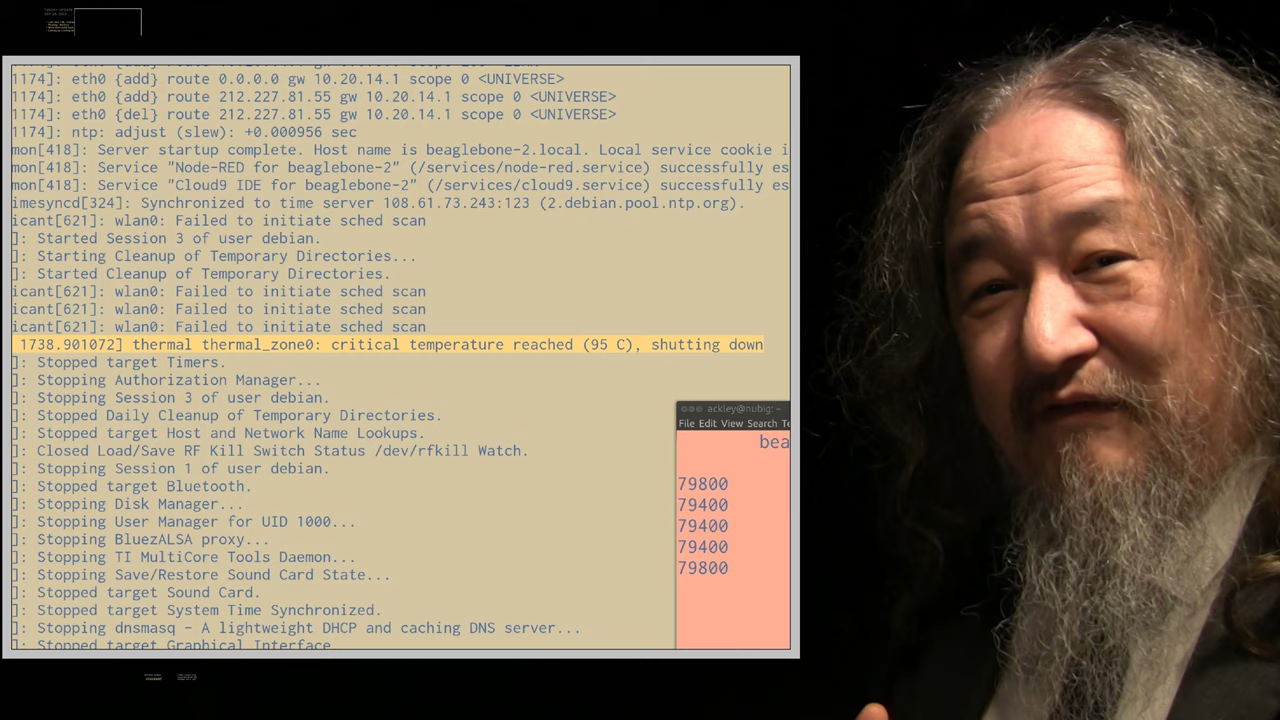 1174]: eth0 {add} route 0.0.0.0 gw 10.20.14.1 scope 0 <UNIVERSE>
1174]: eth0 {add} route 212.227.81.55 gw 10.20.14.1 scope 0 <UNIVERSE>
1174]: eth0 {del} route 212.227.81.55 gw 10.20.14.1 scope 0 <UNIVERSE>
1174]: ntp: adjust (slew): +0.000956 sec
mon[418]: Server startup complete. Host name is beaglebone-2.local. Local service cookie i
mon[418]: Service "Node-RED for beaglebone-2" (/services/node-red.service) successfully es
mon[418]: Service "Cloud9 IDE for beaglebone-2" (/services/cloud9.service) successfully es
imesyncd[324]: Synchronized to time server 108.61.73.243:123 (2.debian.pool.ntp.org).
icant[621]: wlan0: Failed to initiate sched scan
]: Started Session 3 of user debian.
]: Starting Cleanup of Temporary Directories...
]: Started Cleanup of Temporary Directories.
icant[621]: wlan0: Failed to initiate sched scan
icant[621]: wlan0: Failed to initiate sched scan
icant[621]: wlan0: Failed to initiate sched scan
1738.901072] thermal thermal_zone0: critical temperature reached (95 C), shutting down
]: Stopped target Timers.
]: Stopping Authorization Manager...
]: Stopping Session 3 of user debian.
]: Stopped Daily Cleanup of Temporary Directories.
]: Stopped target Host and Network Name Lookups.
]: Closed Load/Save RF Kill Switch Status /dev/rfkill Watch.
]: Stopping Session 1 of user debian.
]: Stopped target Bluetooth.
]: Stopping Disk Manager...
]: Stopping User Manager for UID 1000...
]: Stopping BluezALSA proxy...
]: Stopping TI MultiCore Tools Daemon...
]: Stopping Save/Restore Sound Card State...
]: Stopped target Sound Card.
]: Stopped target System Time Synchronized.
]: Stopping dnsmasq - A lightweight DHCP and caching DNS server...
]: Stopped target Graphical Interface
ackley@nubig: ~
File Edit View Search Te
bea
79800
79400
79400
79400
79800